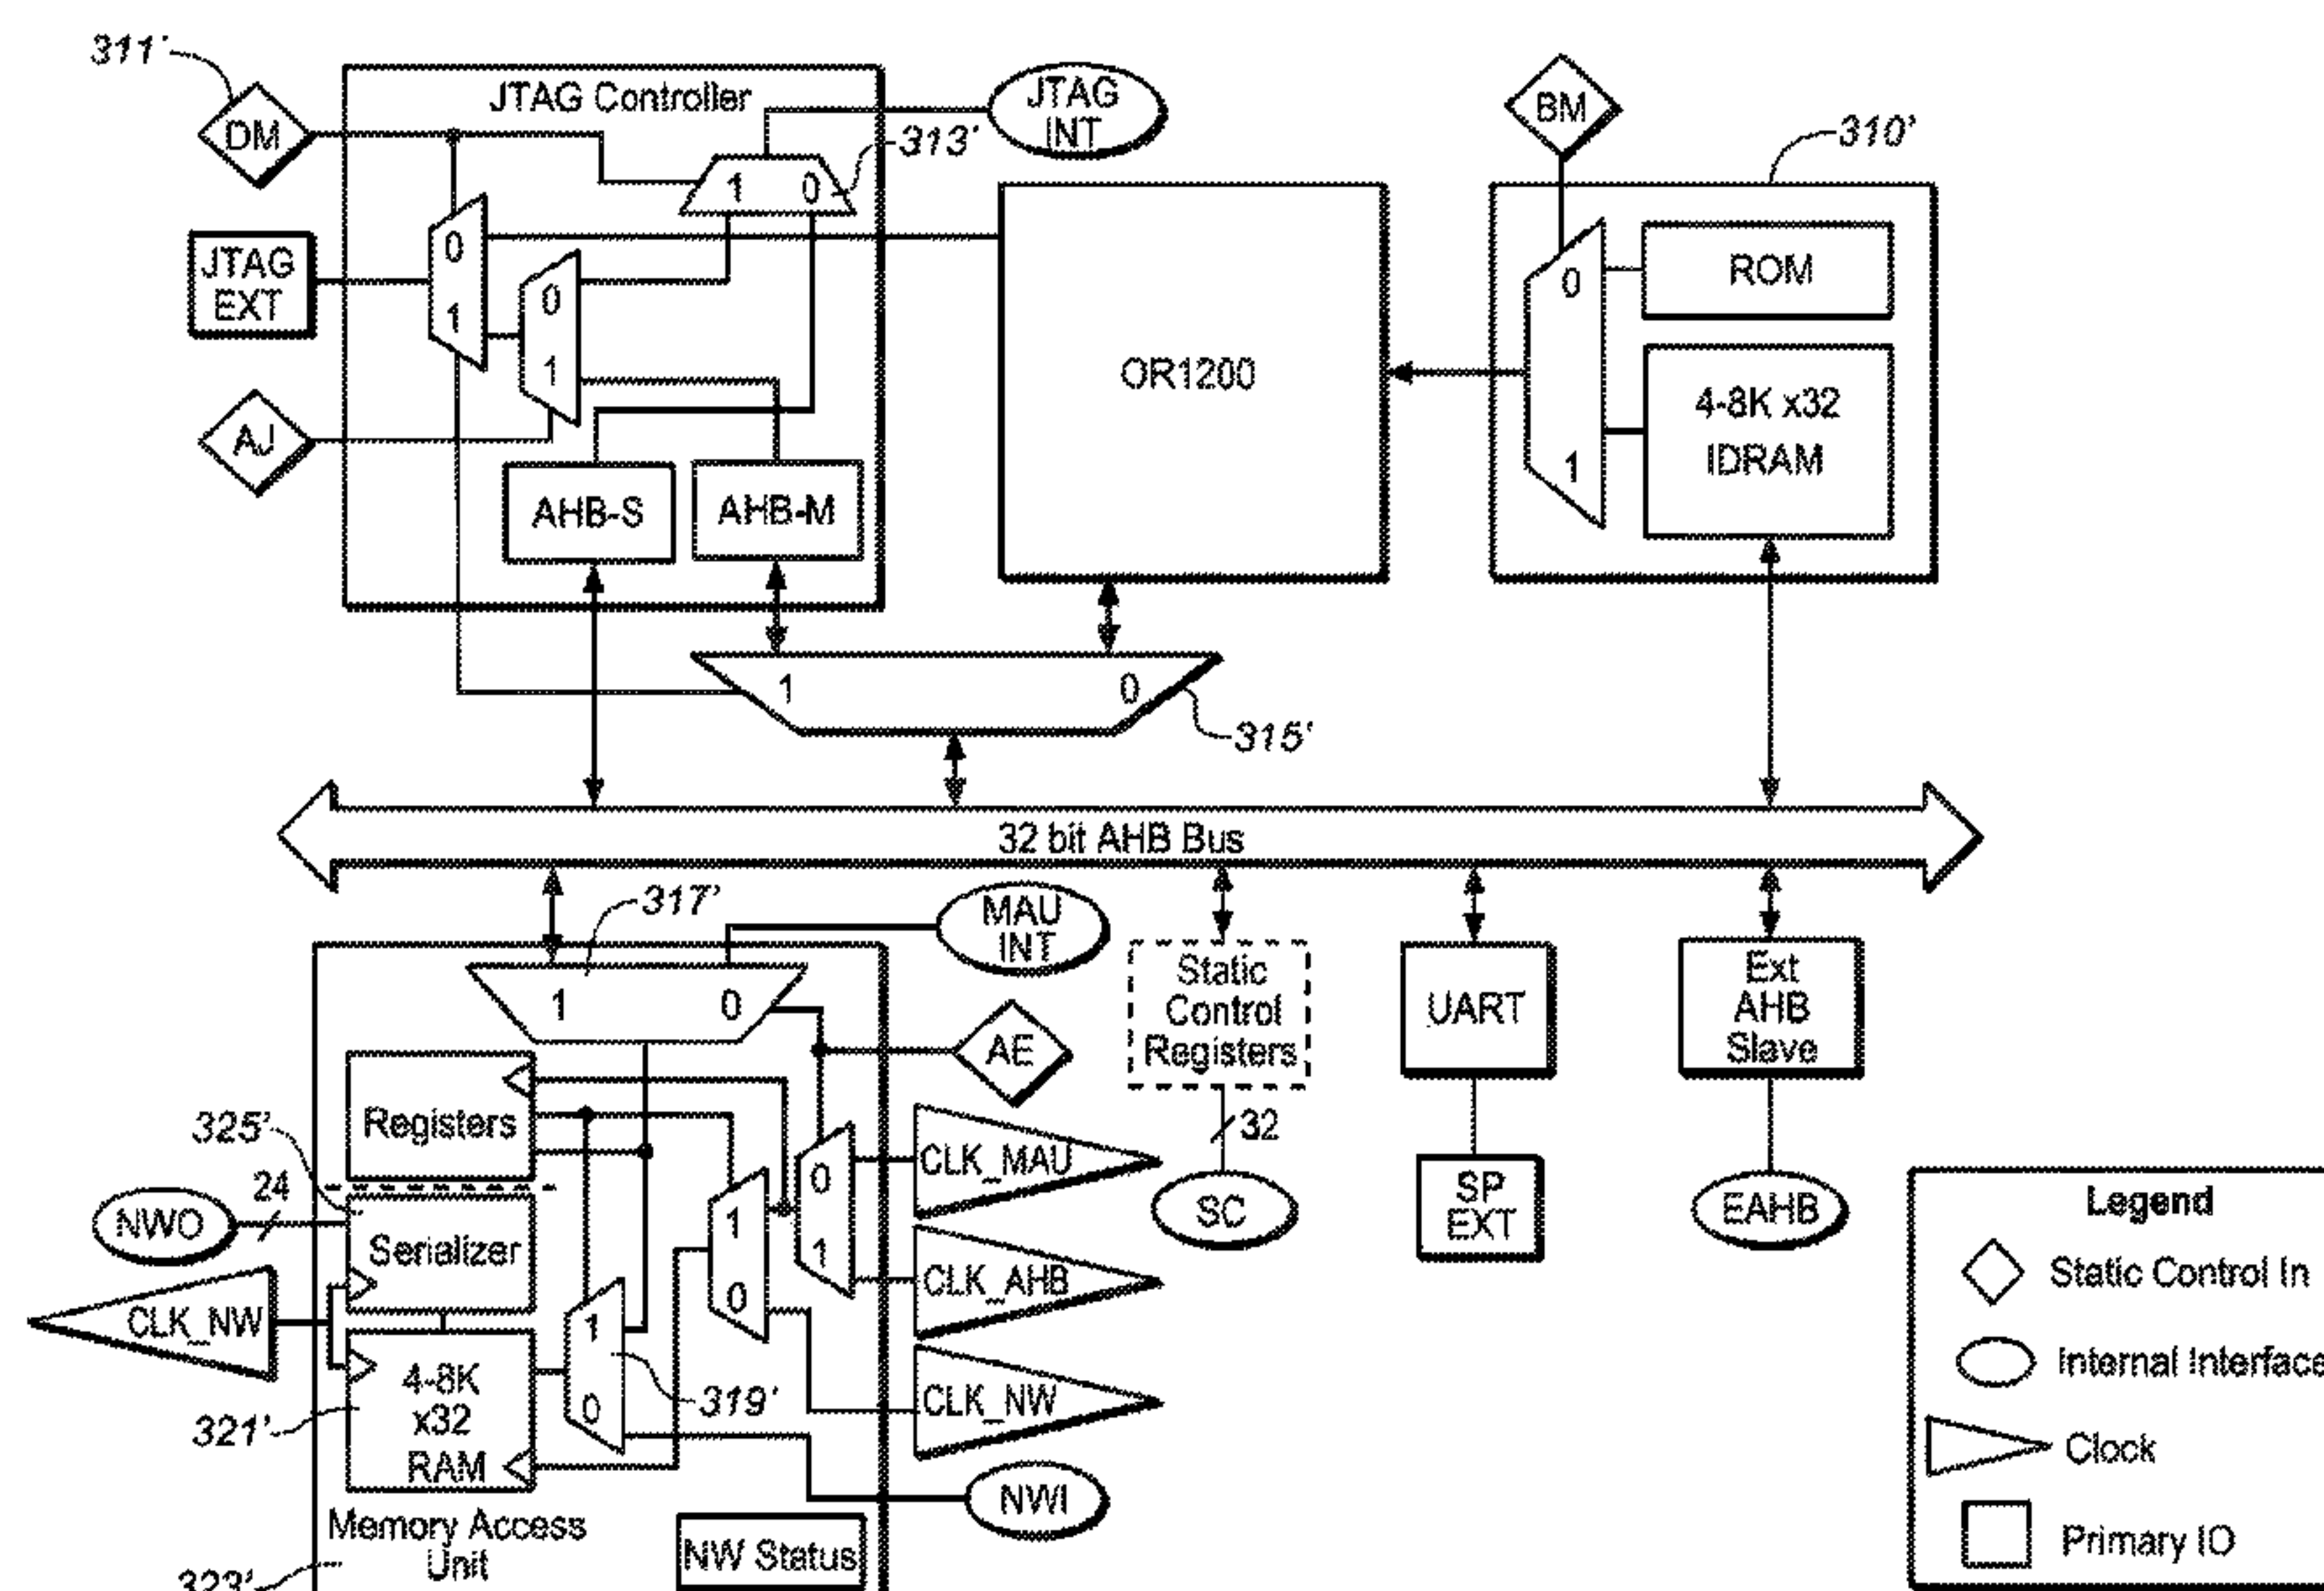 311'
DM
JTAG Controller
JTAG
INT
313'
1 0
BM
310'
JTAG
EXT
0
1
0
1
AJ
AHB-S
AHB-M
OR1200
0
1
ROM
4-8K x32
IDRAM
1 0
315'
32 bit AHB Bus
317'
MAU
INT
1 0
AE
Static
Control
Registers
32
SC
UART
SP
EXT
Ext
AHB
Slave
EAHB
325'
Registers
24
NWO
Serializer
CLK_NW
321'
4-8K
x32
RAM
1
0
319'
1
0
0
1
CLK_MAU
CLK_AHB
CLK_NW
NWI
Memory Access
Unit
323'
NW Status
Legend
Static Control In
Internal Interface
Clock
Primary IO